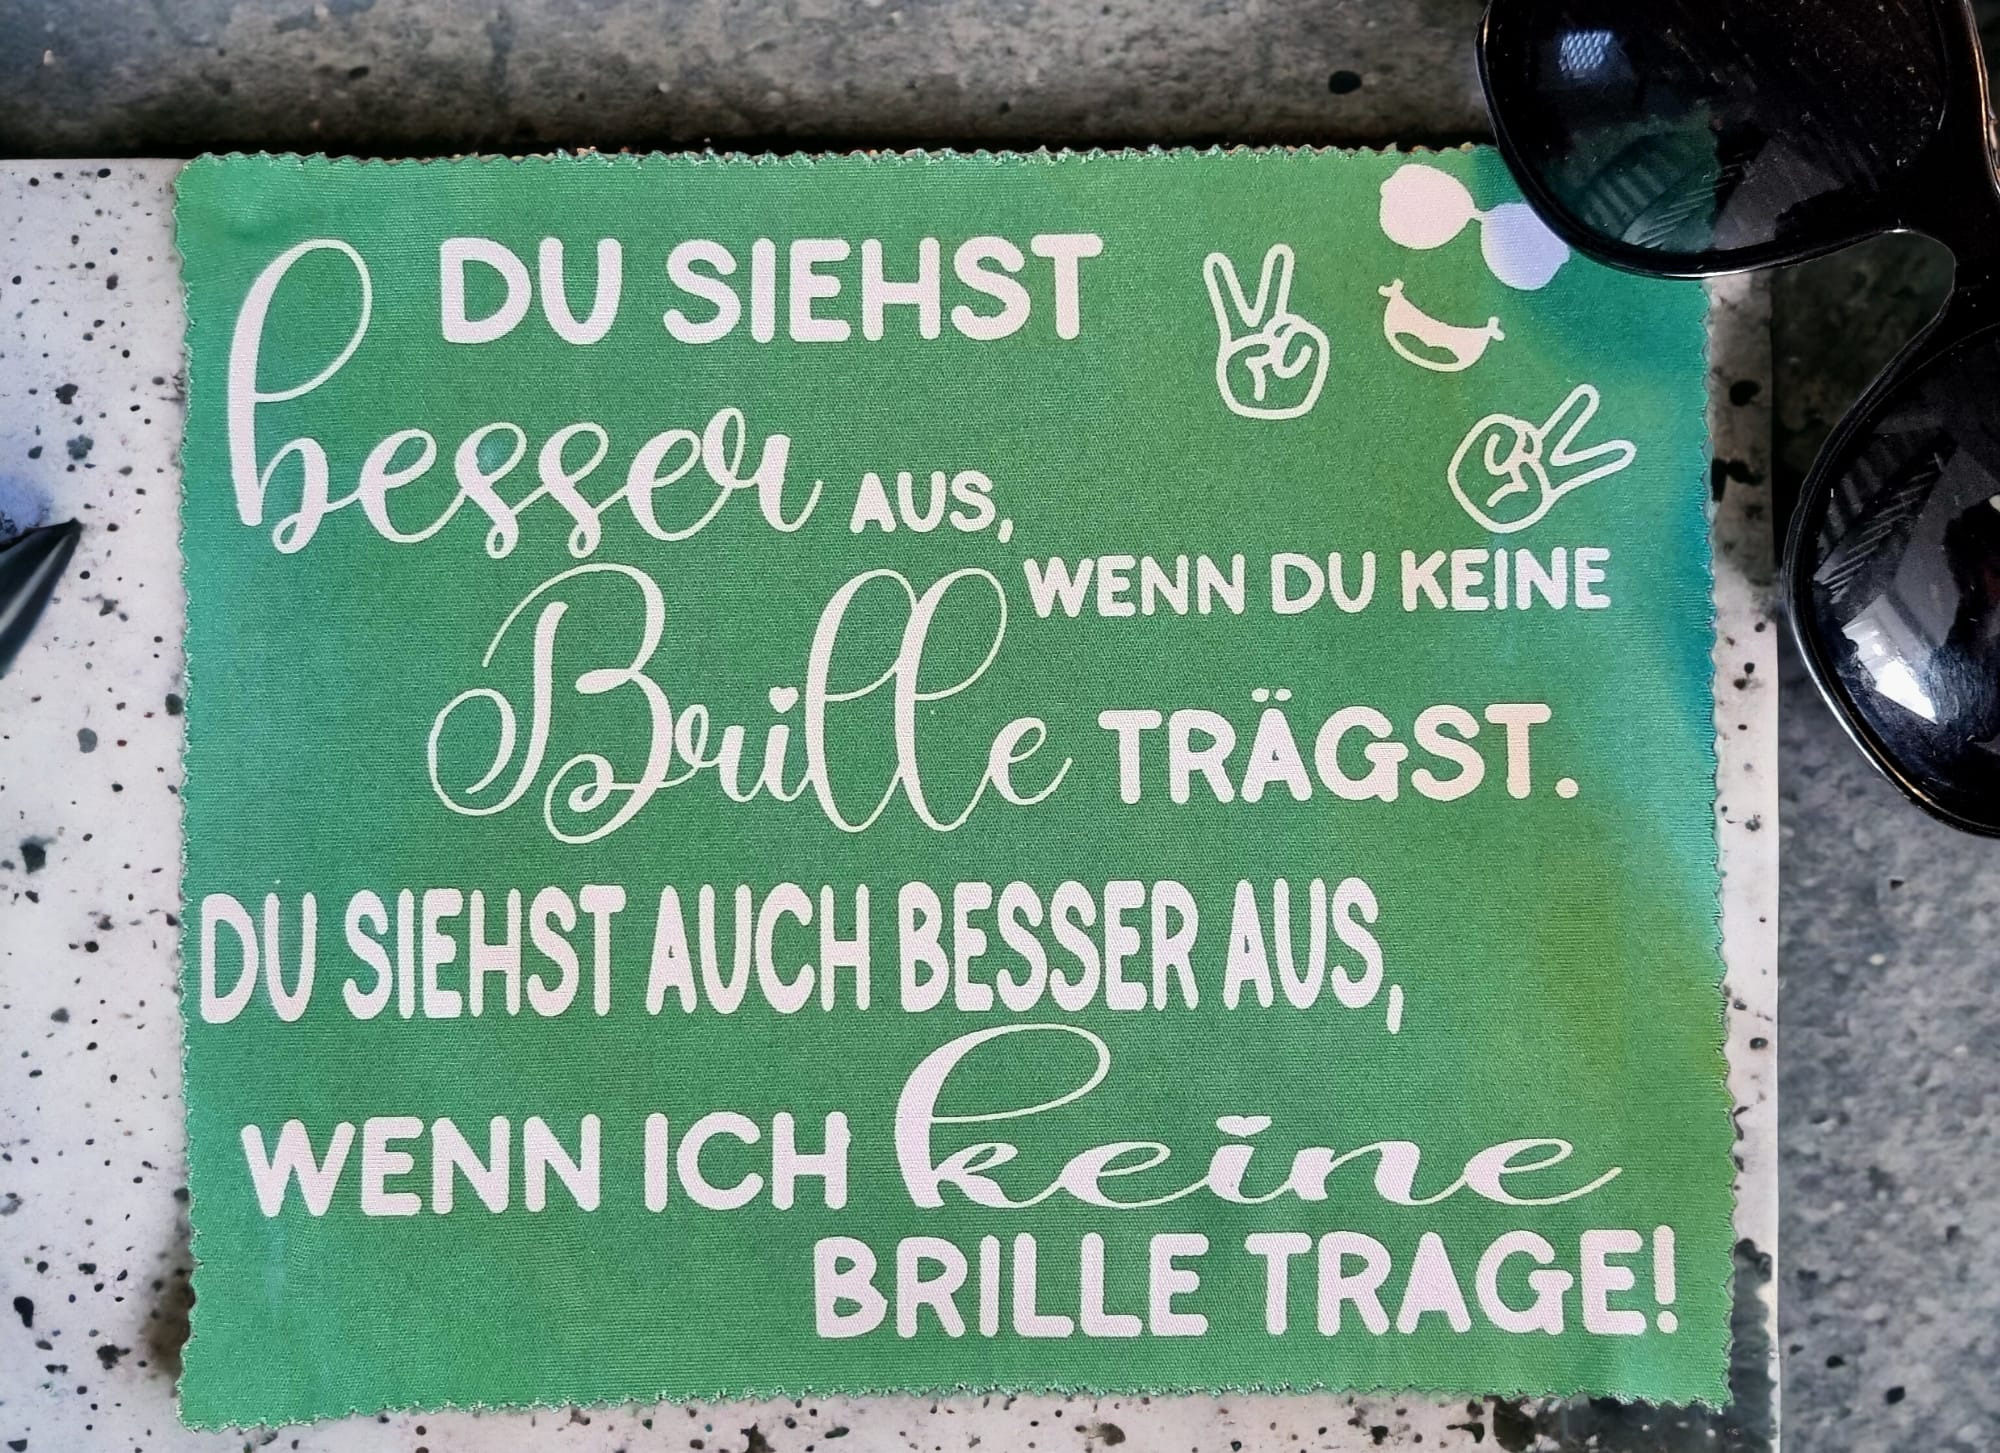 DU SIEHST
besser AUS,
WENN DU KEINE
Brille TRÄGST.
DU SIEHST AUCH BESSER AUS,
WENN ICH keine
BRILLE TRAGE!